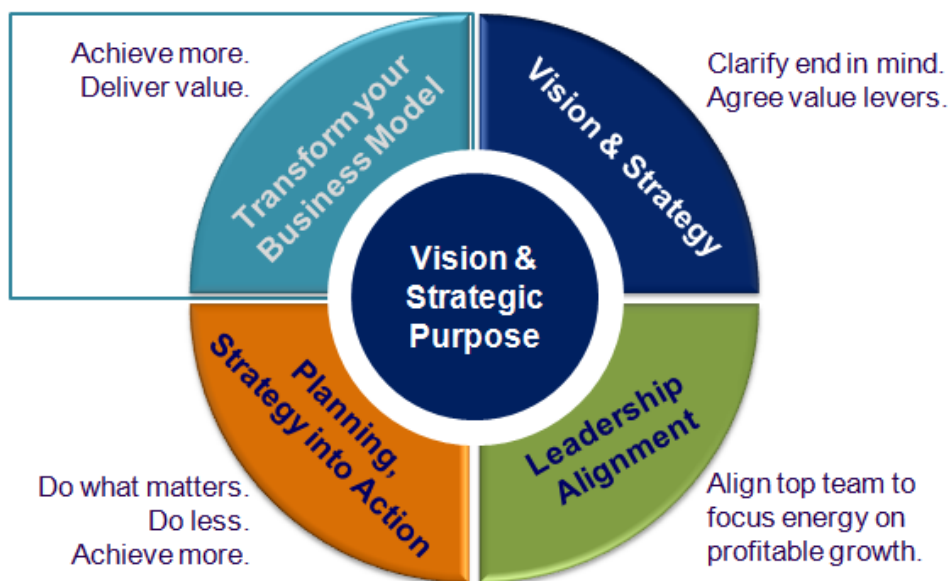 Achieve more.
Deliver value.
Transform your
Business Model
Vision & Strategy
Clarify end in mind.
Agree value levers.
Vision &
Strategic
Purpose
Planning,
Strategy into Action
Do what matters.
Do less.
Achieve more.
Leadership
Alignment
Align top team to
focus energy on
profitable growth.